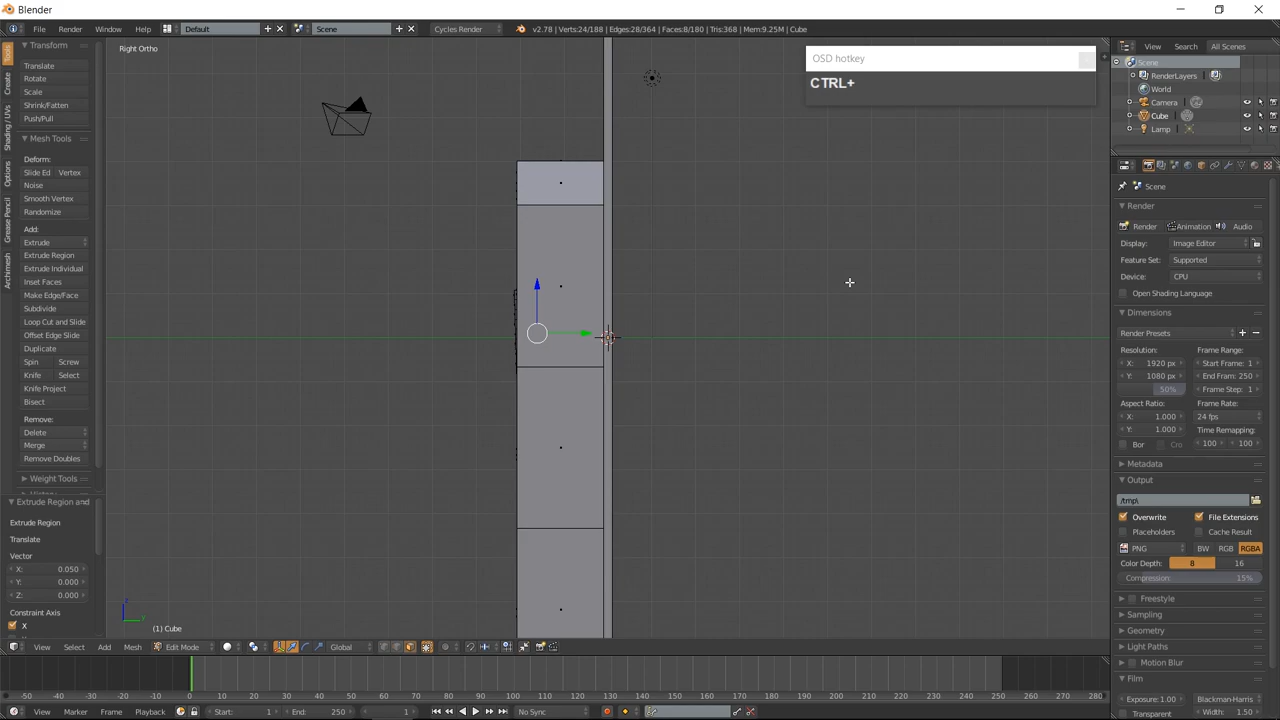 Blender
File
Render
Window
Help
Default
Scene
Cycles Render
v2.78 | Verts:24/188 | Edges:28/364 | Faces:8/180 | Tris:368 | Mem:9.25M | Cube
View
Search
All Scenes
Scene
RenderLayers
World
Camera
Cube
Lamp
Tools
Create
Shading / UVs
Options
Grease Pencil
Archimesh
Transform
Translate
Rotate
Scale
Shrink/Fatten
Push/Pull
Mesh Tools
Deform:
Slide Ed
Vertex
Noise
Smooth Vertex
Randomize
Add:
Extrude
Extrude Region
Extrude Individual
Inset Faces
Make Edge/Face
Subdivide
Loop Cut and Slide
Offset Edge Slide
Duplicate
Spin
Screw
Knife
Select
Knife Project
Bisect
Remove:
Delete
Merge
Remove Doubles
Weight Tools
Extrude Region and
Extrude Region
Translate
Vector
X: 0.050
Y: 0.000
Z: 0.000
Constraint Axis
X
Right Ortho
OSD hotkey
CTRL+
(1) Cube
Scene
Render
Render
Animation
Audio
Display:
Image Editor
Feature Set:
Supported
Device:
CPU
Open Shading Language
Dimensions
Render Presets
Resolution:
Frame Range:
X: 1920 px
Start Frame: 1
Y: 1080 px
End Fram: 250
50%
Frame Step: 1
Aspect Ratio:
Frame Rate:
X: 1.000
24 fps
Y: 1.000
Time Remapping:
Bor
Cro
100
100
Metadata
Output
/tmp\
Overwrite
File Extensions
Placeholders
Cache Result
PNG
BW
RGB
RGBA
Color Depth:
8
16
Compression:
15%
Freestyle
Sampling
Geometry
Light Paths
Motion Blur
Film
Exposure: 1.00
Blackman-Harris
Transparent
Width: 1.50
View
Select
Add
Mesh
Edit Mode
Global
-50 -40 -30 -20 -10 0 10 20 30 40 50 60 70 80 90 100 110 120 130 140 150 160 170 180 190 200 210 220 230 240 250 260 270 280
View
Marker
Frame
Playback
Start: 1
End: 250
1
No Sync